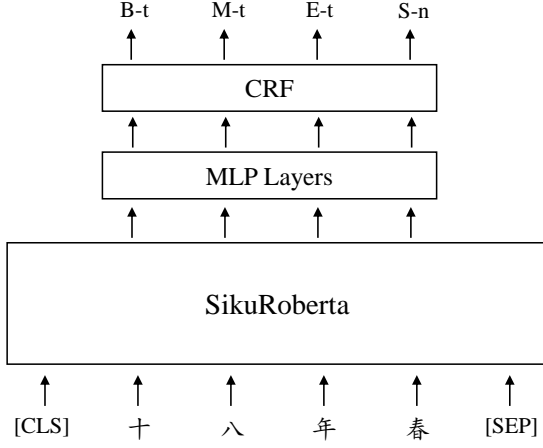 B-t M-t E-t S-n
CRF
MLP Layers
SikuRoberta
[CLS] 十 八 年 春 [SEP]